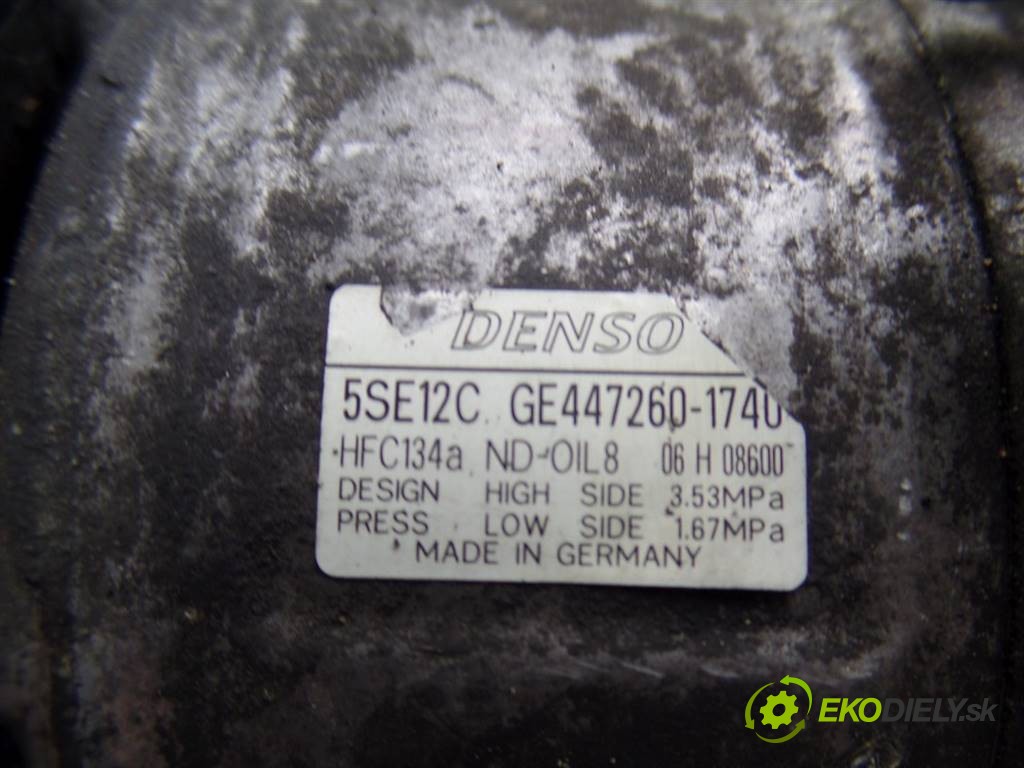 DENSO
5SE12C GE447260-1740
HFC134a ND-OIL8 06 H 08600
DESIGN HIGH SIDE 3.53MPa
PRESS LOW SIDE 1.67MPa
MADE IN GERMANY
EKODIELY.sk